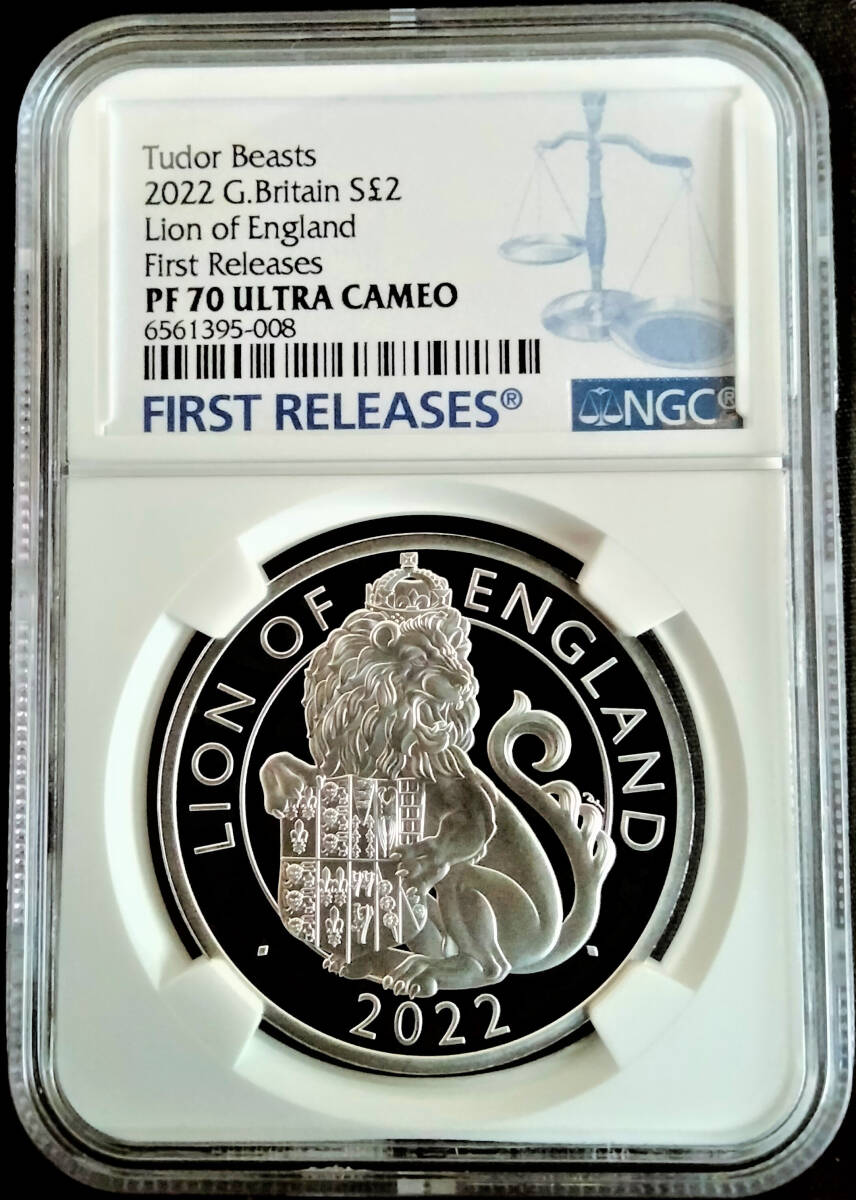 Tudor Beasts
2022 G.Britain S£2
Lion of England
First Releases
PF 70 ULTRA CAMEO
6561395-008
FIRST RELEASES®
NGC®
LION OF ENGLAND
2022